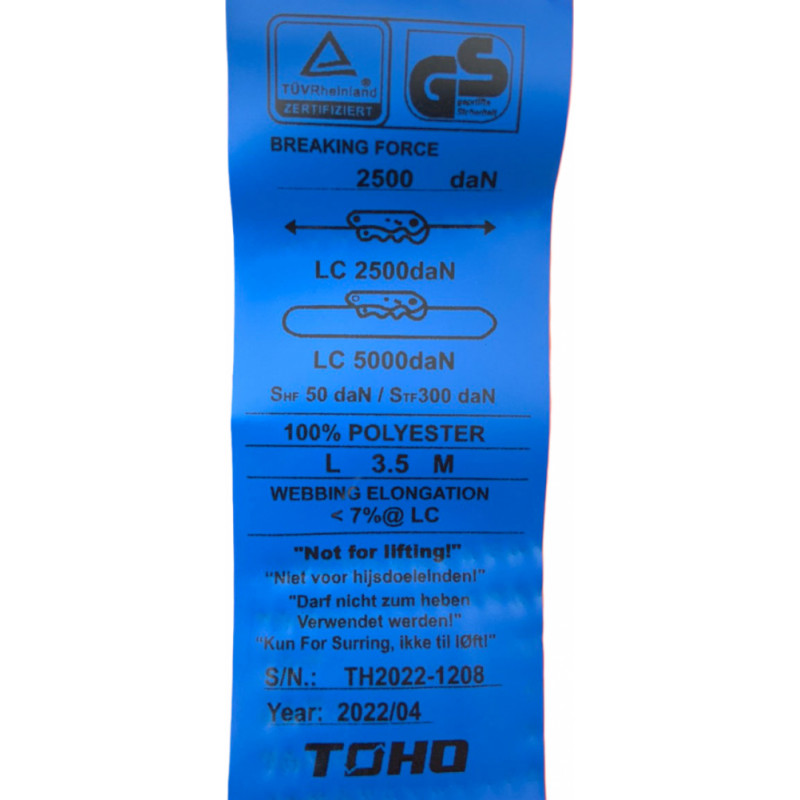 TÜVRheinland®
ZERTIFIZIERT
GS
geprüfte
Sicherheit
BREAKING FORCE
2500 daN
LC 2500daN
LC 5000daN
SHF 50 daN / STF300 daN
100% POLYESTER
L 3.5 M
WEBBING ELONGATION
< 7%@ LC
"Not for lifting!"
"Niet voor hijsdoeleinden!"
"Darf nicht zum heben
Verwendet werden!"
"Kun For Surring, ikke til lØft!"
S/N.: TH2022-1208
Year: 2022/04
TOHO